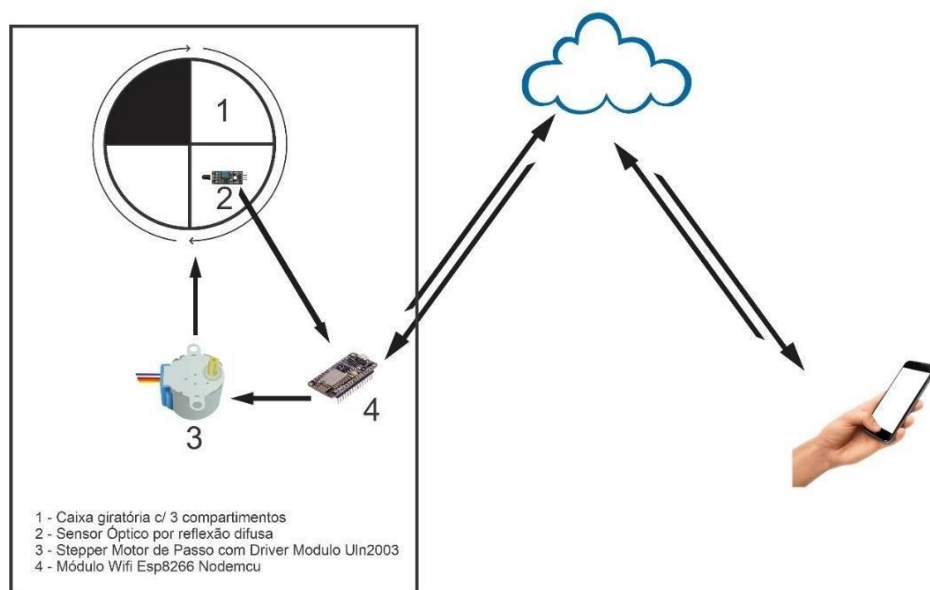 1
2
3
4
1 - Caixa giratória c/ 3 compartimentos
2 - Sensor Óptico por reflexão difusa
3 - Stepper Motor de Passo com Driver Modulo Uln2003
4 - Módulo Wifi Esp8266 Nodemcu